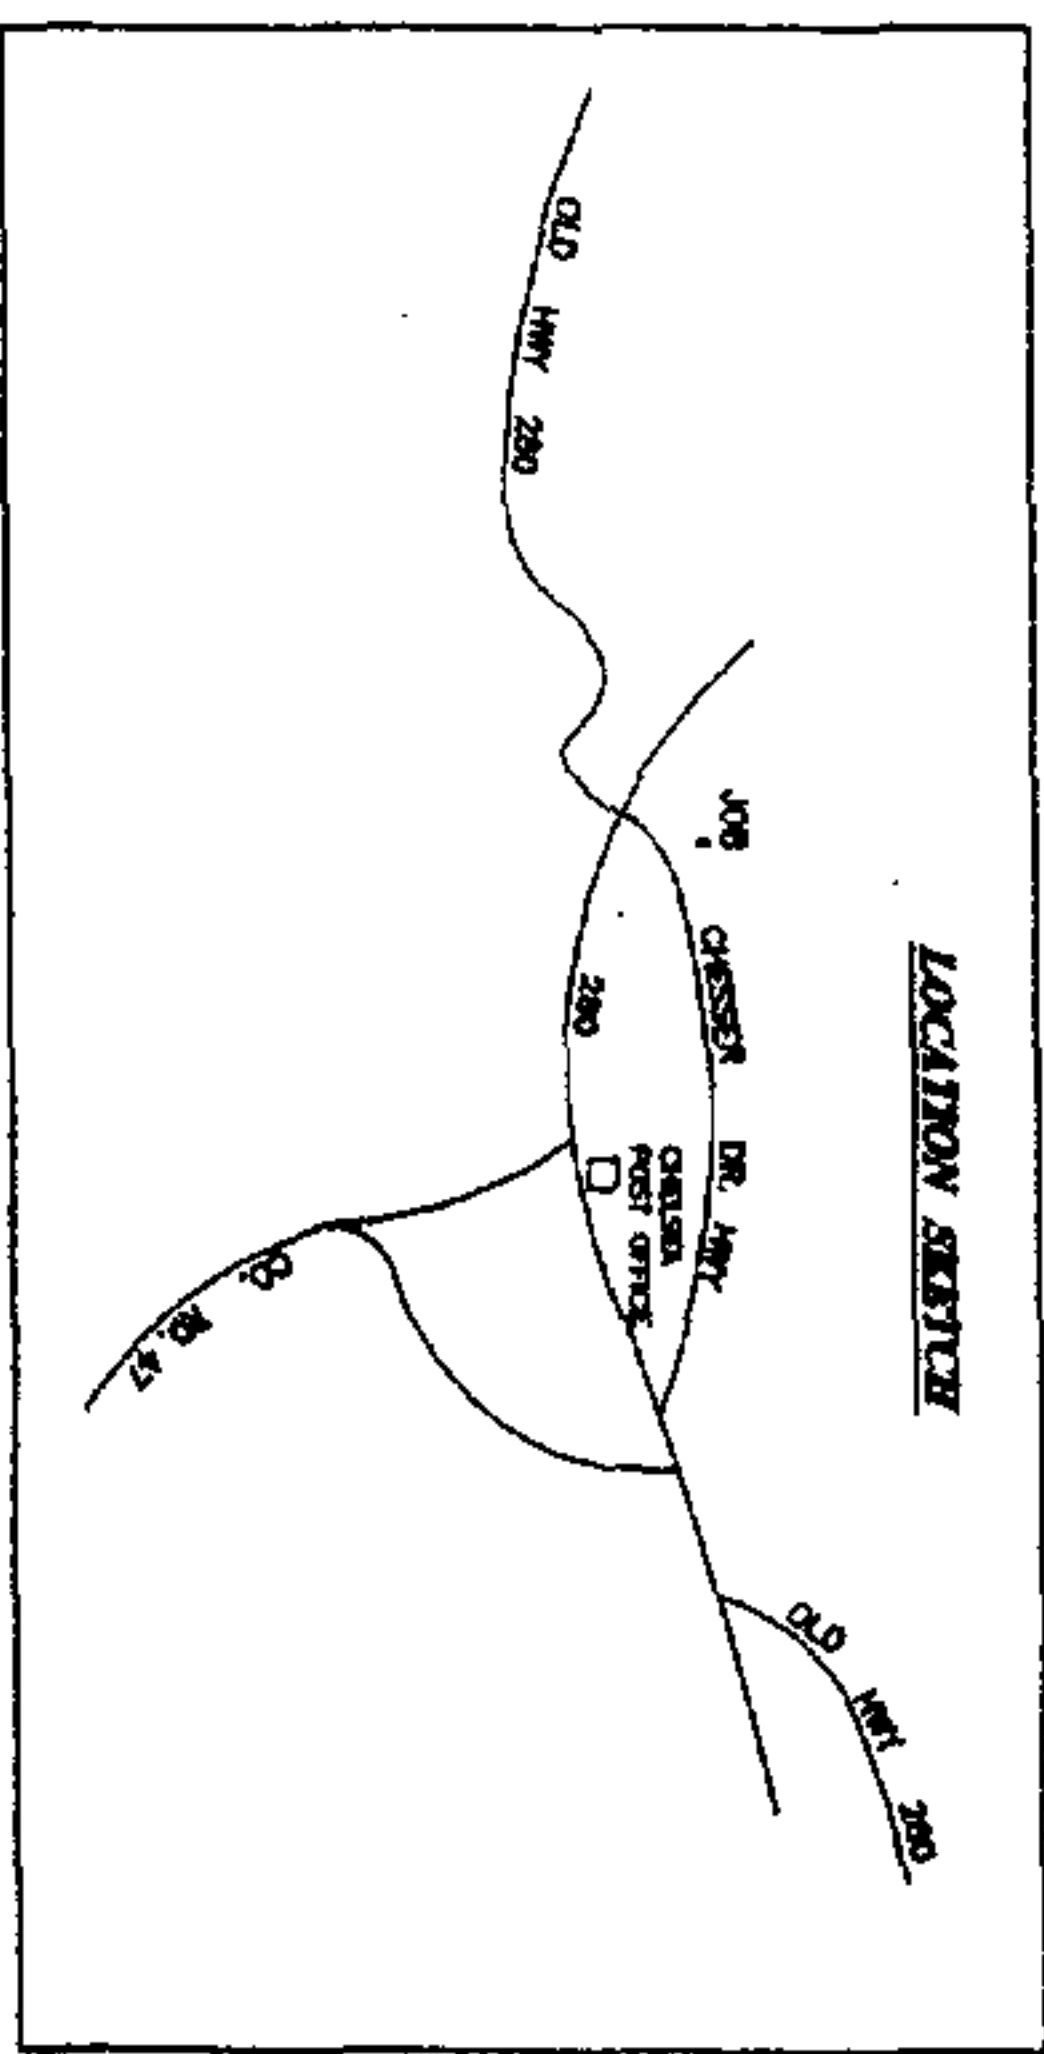 LOCATION SKETCH
OLD HWY 280
JOB
CHESSER DR. HWY
280
CHELSEA
POST OFFICE
CO. RD. 47
OLD HWY 280